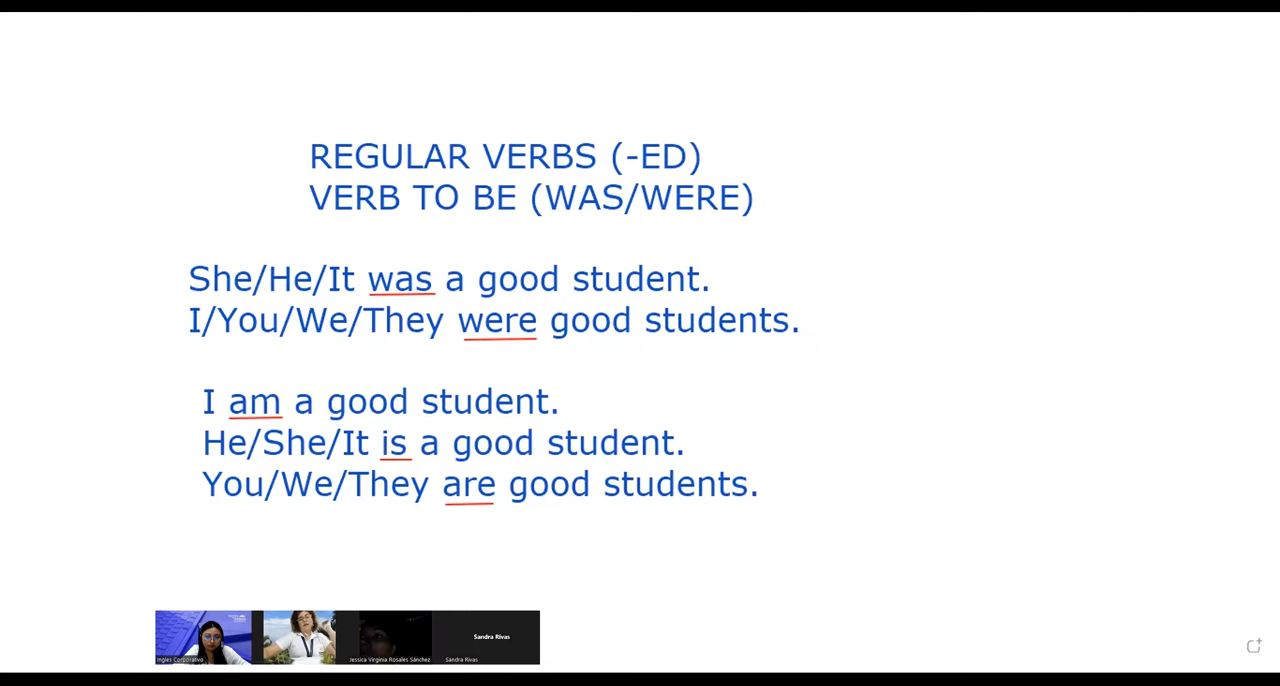 REGULAR VERBS (-ED)
VERB TO BE (WAS/WERE)
She/He/It was a good student.
I/You/We/They were good students.
I am a good student.
He/She/It is a good student.
You/We/They are good students.
Sandra Rivas
Ingles Corporativo
Jessica Virginia Rosales Sánchez
Sandra Rivas